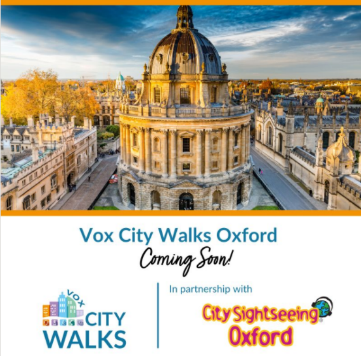 Vox City Walks Oxford
Coming Soon!
In partnership with
VOX
CITY
WALKS
City Sightseeing
Oxford